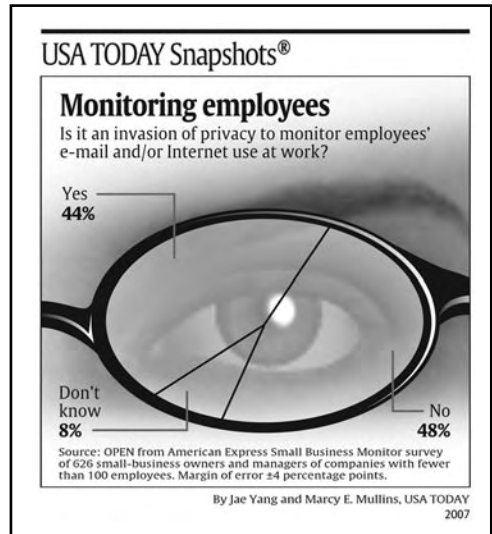 USA TODAY Snapshots®
Monitoring employees
Is it an invasion of privacy to monitor employees'
e-mail and/or Internet use at work?
Yes
44%
Don't
know
8%
No
48%
Source: OPEN from American Express Small Business Monitor survey
of 626 small-business owners and managers of companies with fewer
than 100 employees. Margin of error ±4 percentage points.
By Jae Yang and Marcy E. Mullins, USA TODAY
2007